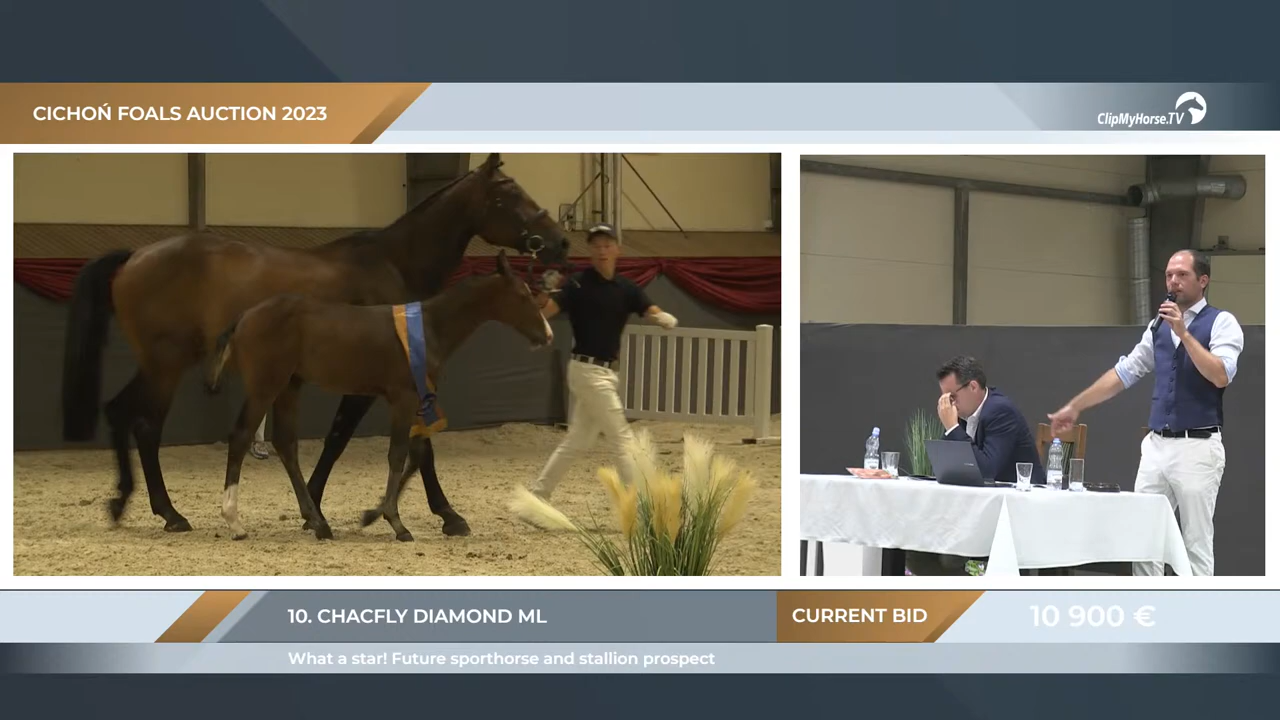 CICHOŃ FOALS AUCTION 2023
ClipMyHorse.TV
10. CHACFLY DIAMOND ML
CURRENT BID
10 900 €
What a star! Future sporthorse and stallion prospect